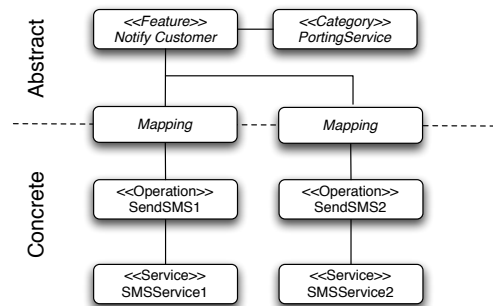 <<Feature>>
Notify Customer
<<Category>>
PortingService
Abstract
Mapping
Mapping
Concrete
<<Operation>>
SendSMS1
<<Operation>>
SendSMS2
<<Service>>
SMSService1
<<Service>>
SMSService2